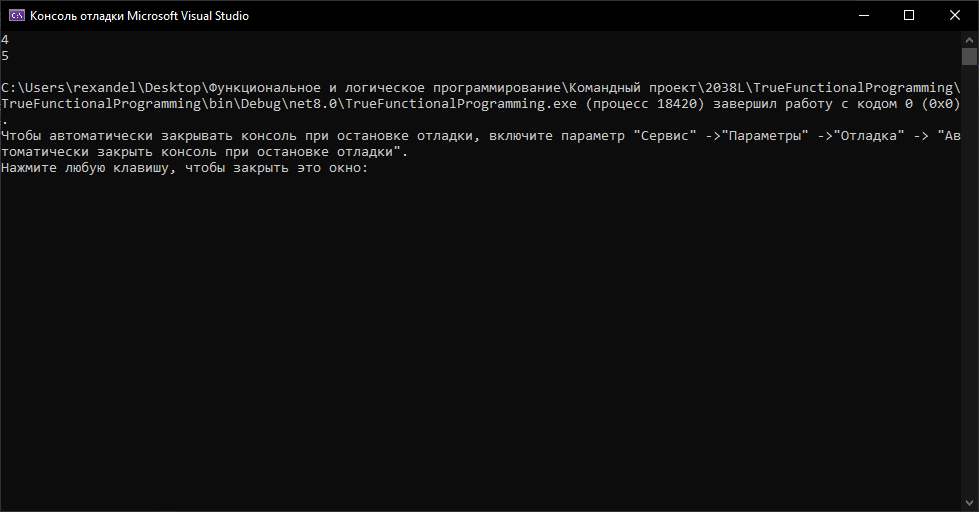 Консоль отладки Microsoft Visual Studio
4
5
C:\Users\rexandel\Desktop\Функциональное и логическое программирование\Командный проект\2038L\TrueFunctionalProgramming\
TrueFunctionalProgramming\bin\Debug\net8.0\TrueFunctionalProgramming.exe (процесс 18420) завершил работу с кодом 0 (0x0)
.
Чтобы автоматически закрывать консоль при остановке отладки, включите параметр "Сервис" ->"Параметры" ->"Отладка" -> "Ав
томатически закрыть консоль при остановке отладки".
Нажмите любую клавишу, чтобы закрыть это окно: